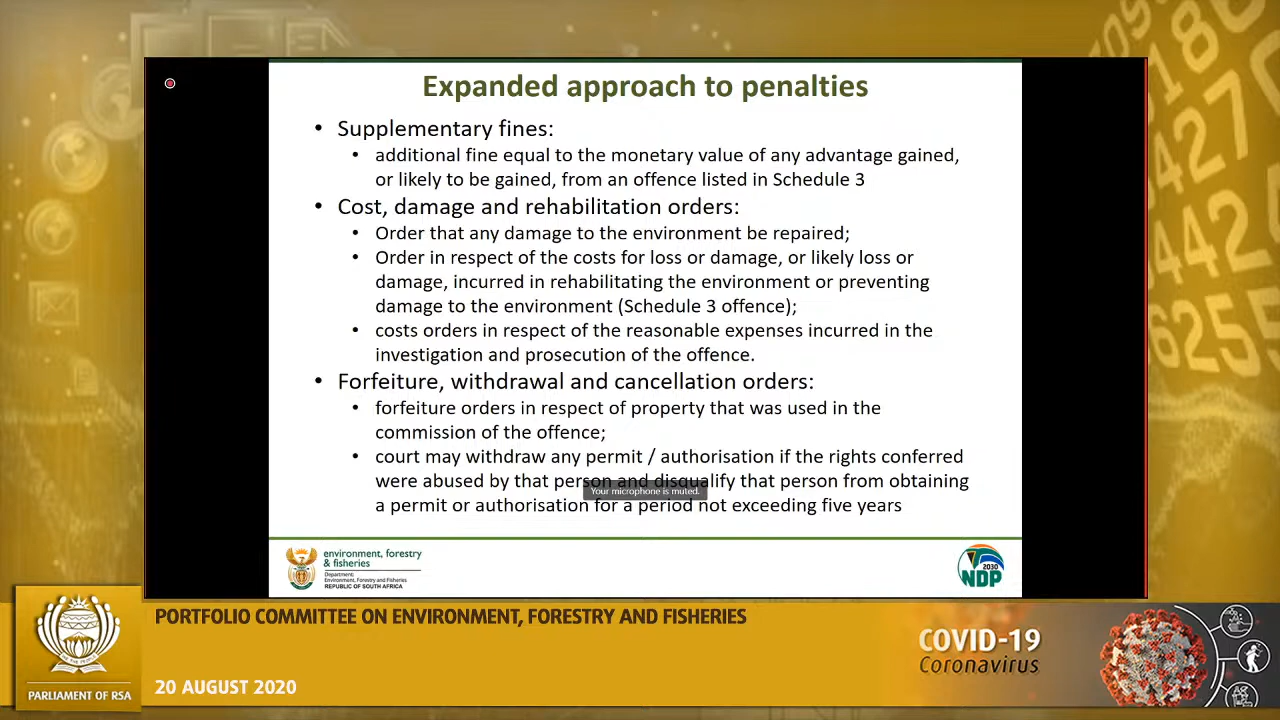 Expanded approach to penalties
• Supplementary fines:
• additional fine equal to the monetary value of any advantage gained,
or likely to be gained, from an offence listed in Schedule 3
• Cost, damage and rehabilitation orders:
• Order that any damage to the environment be repaired;
• Order in respect of the costs for loss or damage, or likely loss or
damage, incurred in rehabilitating the environment or preventing
damage to the environment (Schedule 3 offence);
• costs orders in respect of the reasonable expenses incurred in the
investigation and prosecution of the offence.
• Forfeiture, withdrawal and cancellation orders:
• forfeiture orders in respect of property that was used in the
commission of the offence;
• court may withdraw any permit / authorisation if the rights conferred
were abused by that person and disqualify that person from obtaining
Your microphone is muted.
a permit or authorisation for a period not exceeding five years
environment, forestry
& fisheries
Department:
Environment, Forestry and Fisheries
REPUBLIC OF SOUTH AFRICA
2030
NDP
PORTFOLIO COMMITTEE ON ENVIRONMENT, FORESTRY AND FISHERIES
20 AUGUST 2020
PARLIAMENT OF RSA
COVID-19
Coronavirus